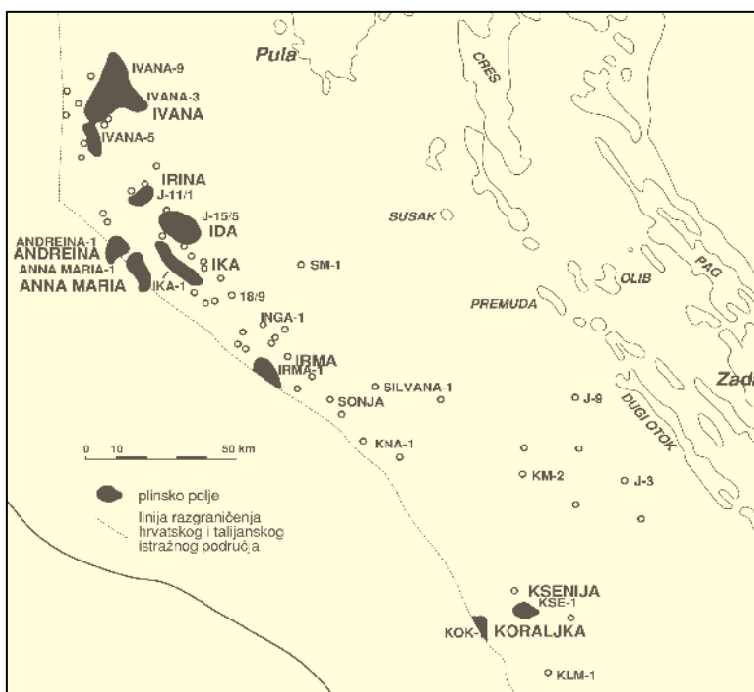 IVANA-9
Pula
CRES
IVANA-3
IVANA
IVANA-5
IRINA
J-11/1
J-15/5
IDA
SUSAK
ANDREINA-1
ANDREINA
ANNA MARIA-1
ANNA MARIA
IKA
IKA-1
SM-1
18/9
OLIB
PAG
PREMUDA
INGA-1
IRMA
IRMA-1
Zada
SILVANA-1
SONJA
J-9
DUGI OTOK
KNA-1
0 10 50 km
KM-2
J-3
plinsko polje
linija razgraničenja
hrvatskog i talijanskog
istražnog područja
KSENIJA
KSE-1
KOK-1
KORALJKA
KLM-1